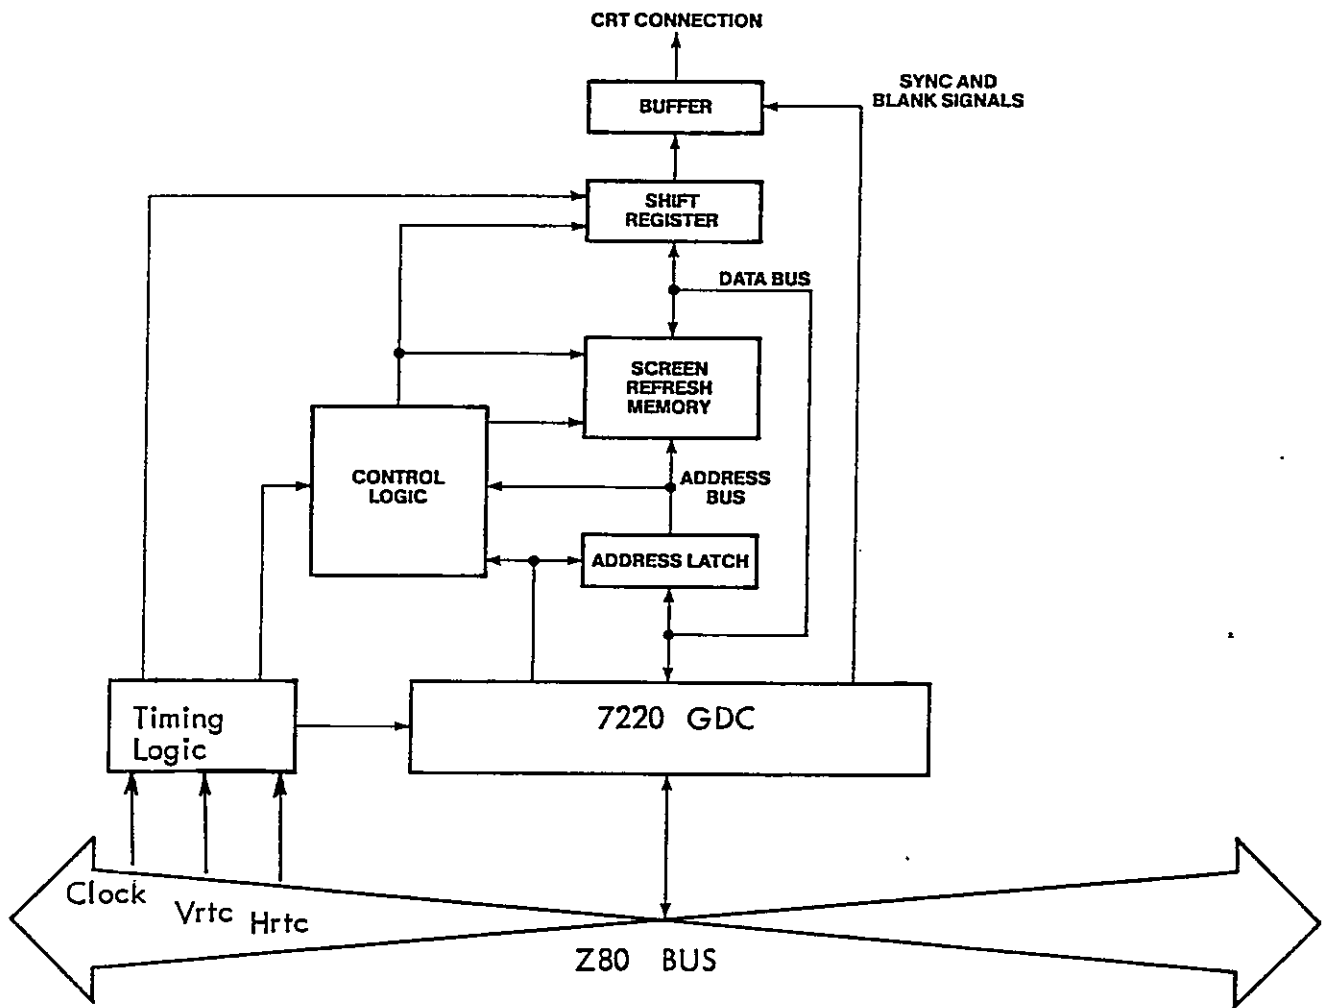 CRT CONNECTION
SYNC AND
BLANK SIGNALS
BUFFER
SHIFT
REGISTER
DATA BUS
SCREEN
REFRESH
MEMORY
CONTROL
LOGIC
ADDRESS
BUS
ADDRESS LATCH
Timing
Logic
7220 GDC
Clock
Vrtc
Hrtc
Z80 BUS